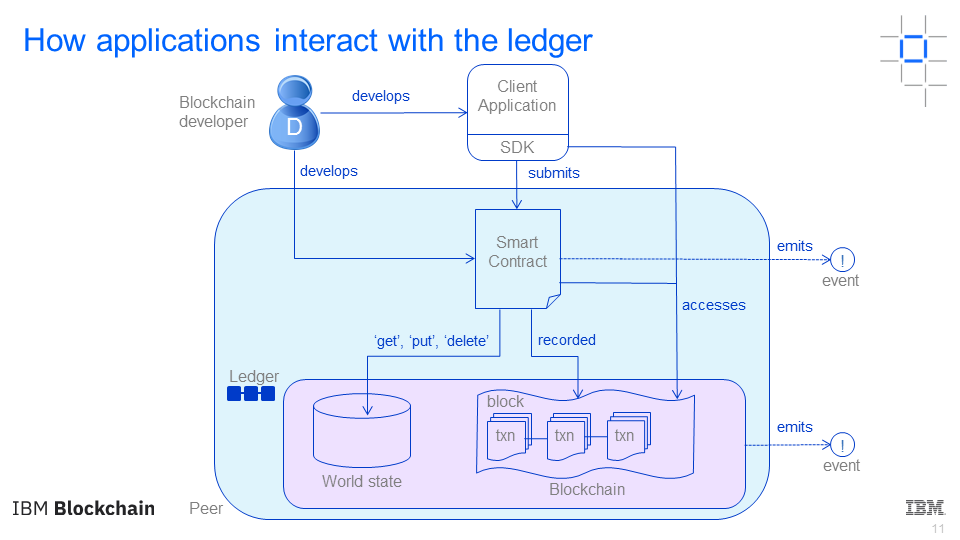 How applications interact with the ledger
Blockchain
developer
D
develops
Client
Application
SDK
develops
submits
Smart
Contract
emits
!
event
accesses
‘get’, ‘put’, ‘delete’
recorded
Ledger
block
txn
txn
txn
World state
Blockchain
emits
!
event
Peer
IBM Blockchain
IBM
11